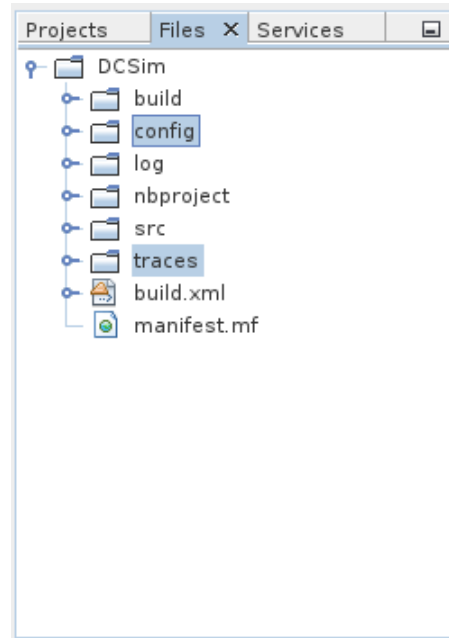 Projects Files X Services
DCSim
build
config
log
nbproject
src
traces
build.xml
manifest.mf